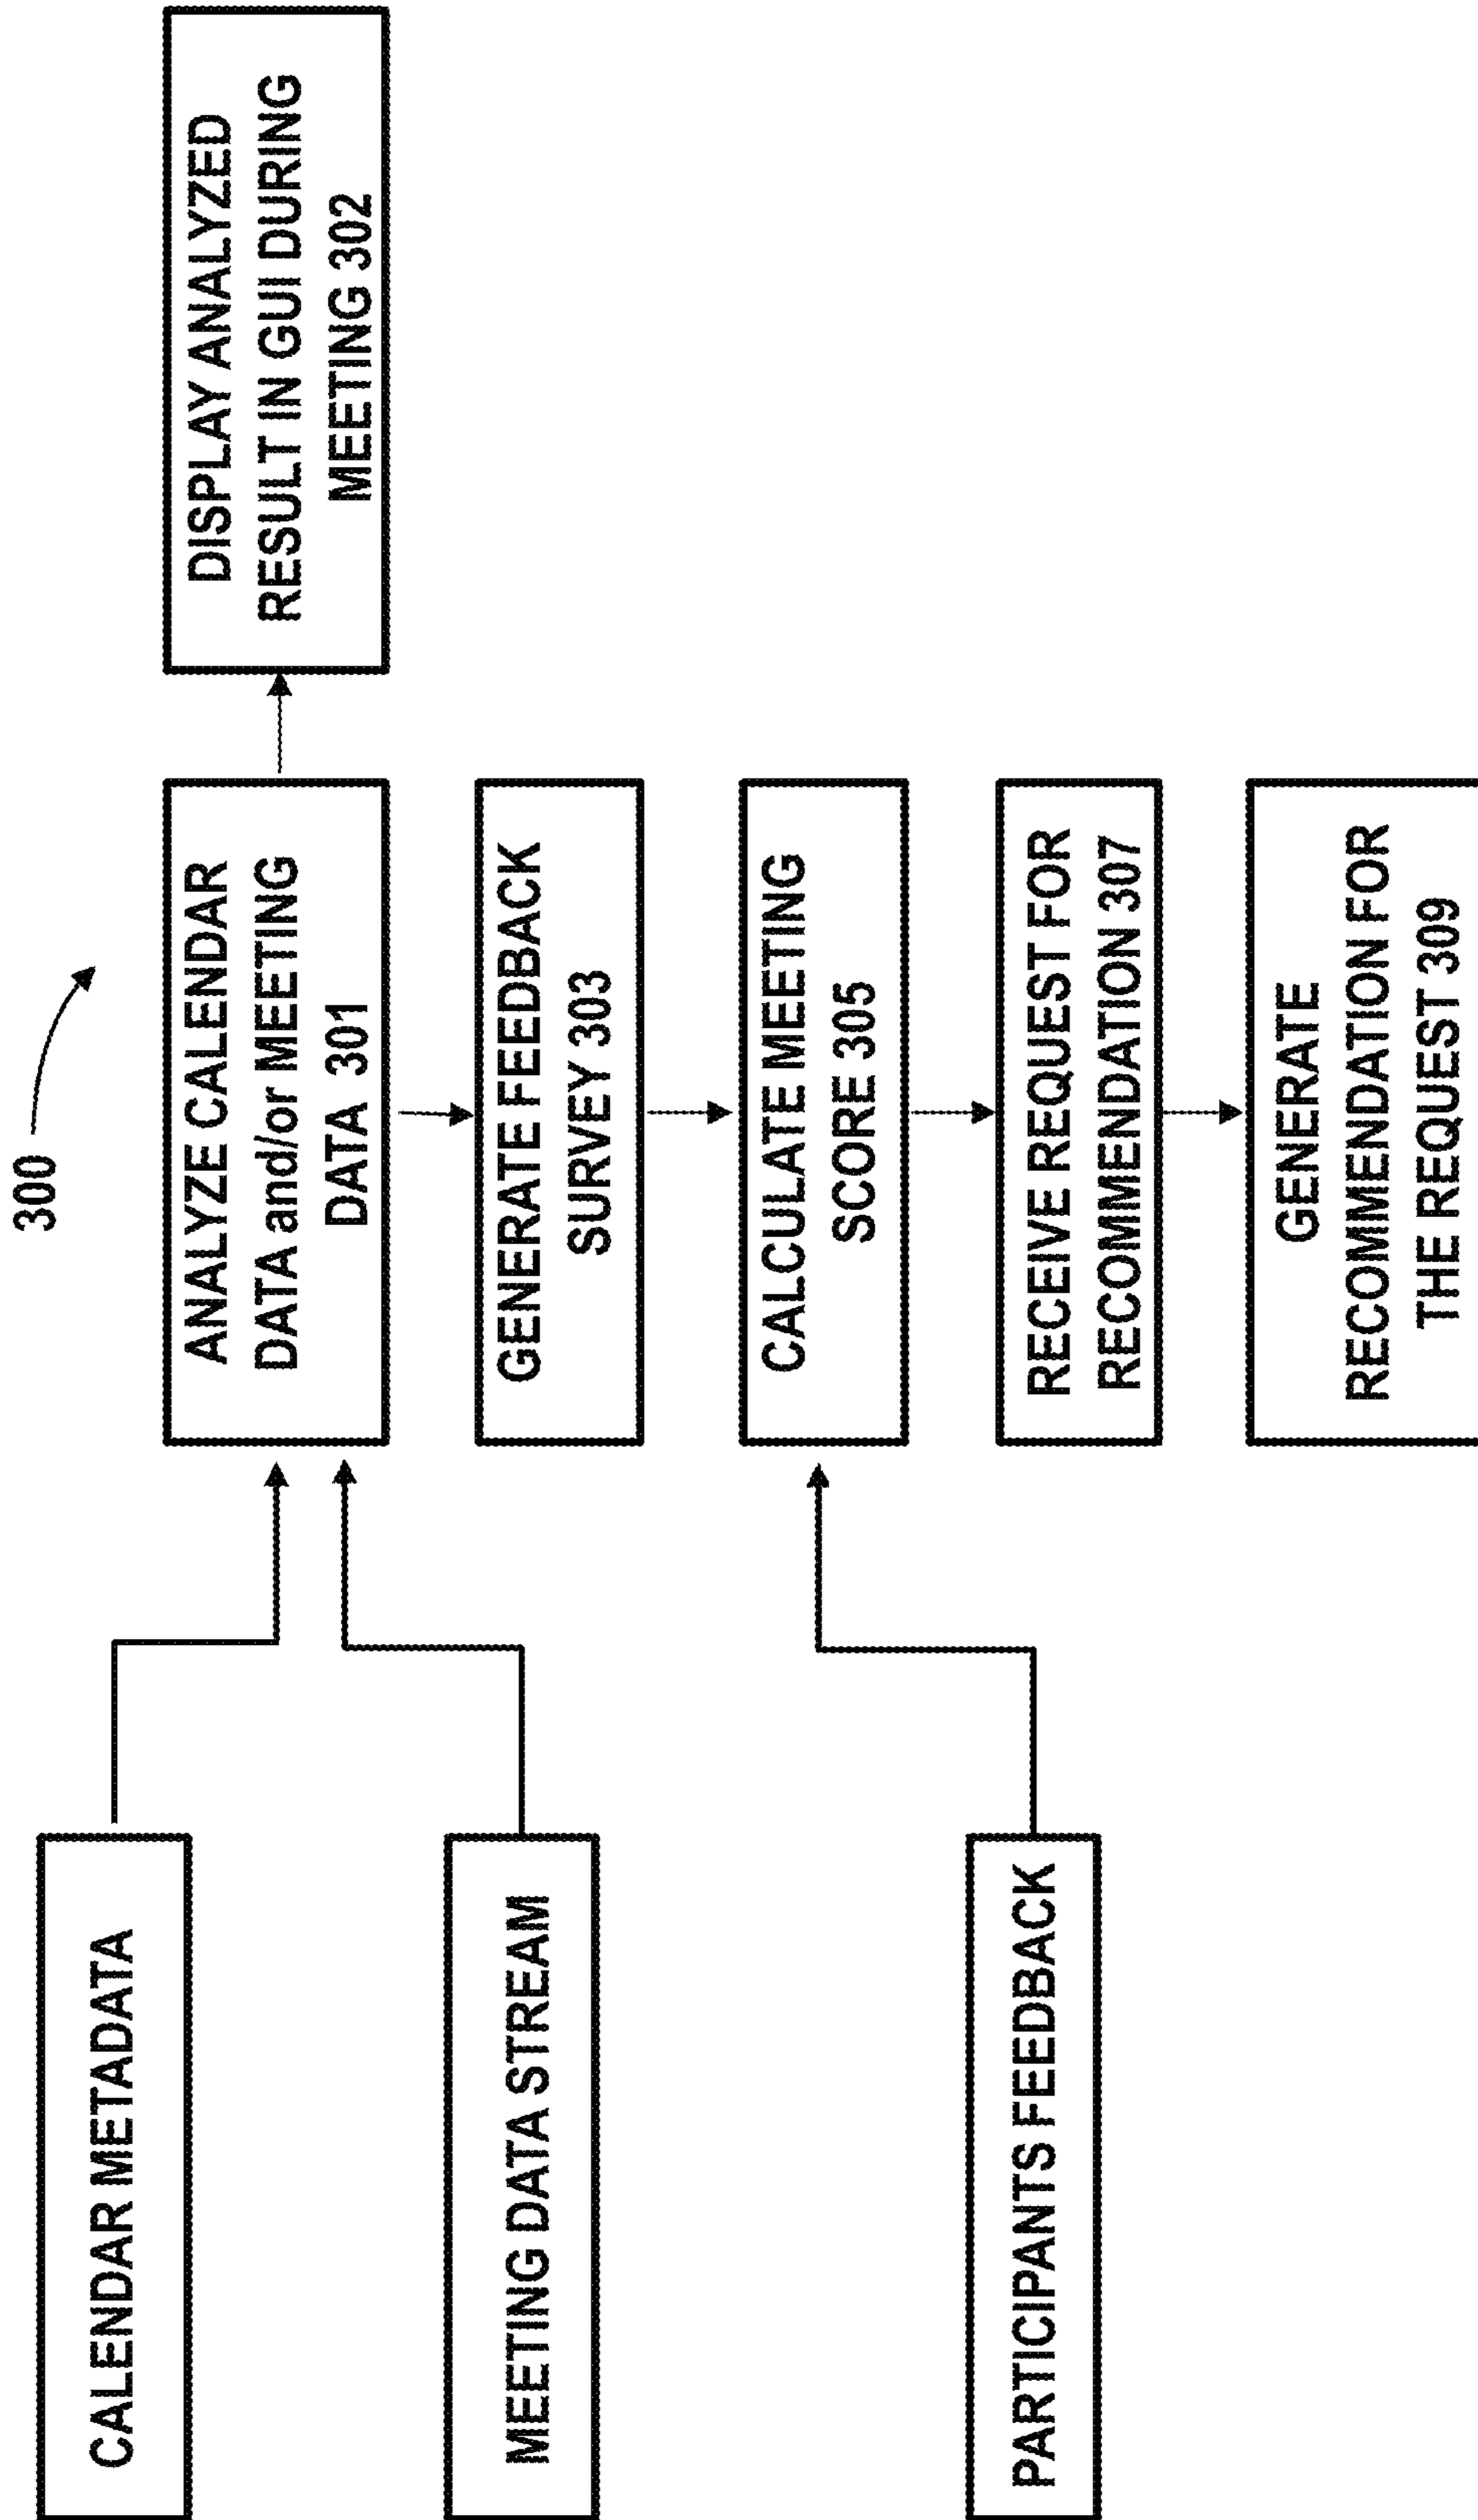 300
CALENDAR METADATA
MEETING DATA STREAM
PARTICIPANTS FEEDBACK
ANALYZE CALENDAR
DATA and/or MEETING
DATA 301
GENERATE FEEDBACK
SURVEY 303
CALCULATE MEETING
SCORE 305
RECEIVE REQUEST FOR
RECOMMENDATION 307
GENERATE
RECOMMENDATION FOR
THE REQUEST 309
DISPLAY ANALYZED
RESULT IN GUI DURING
MEETING 302